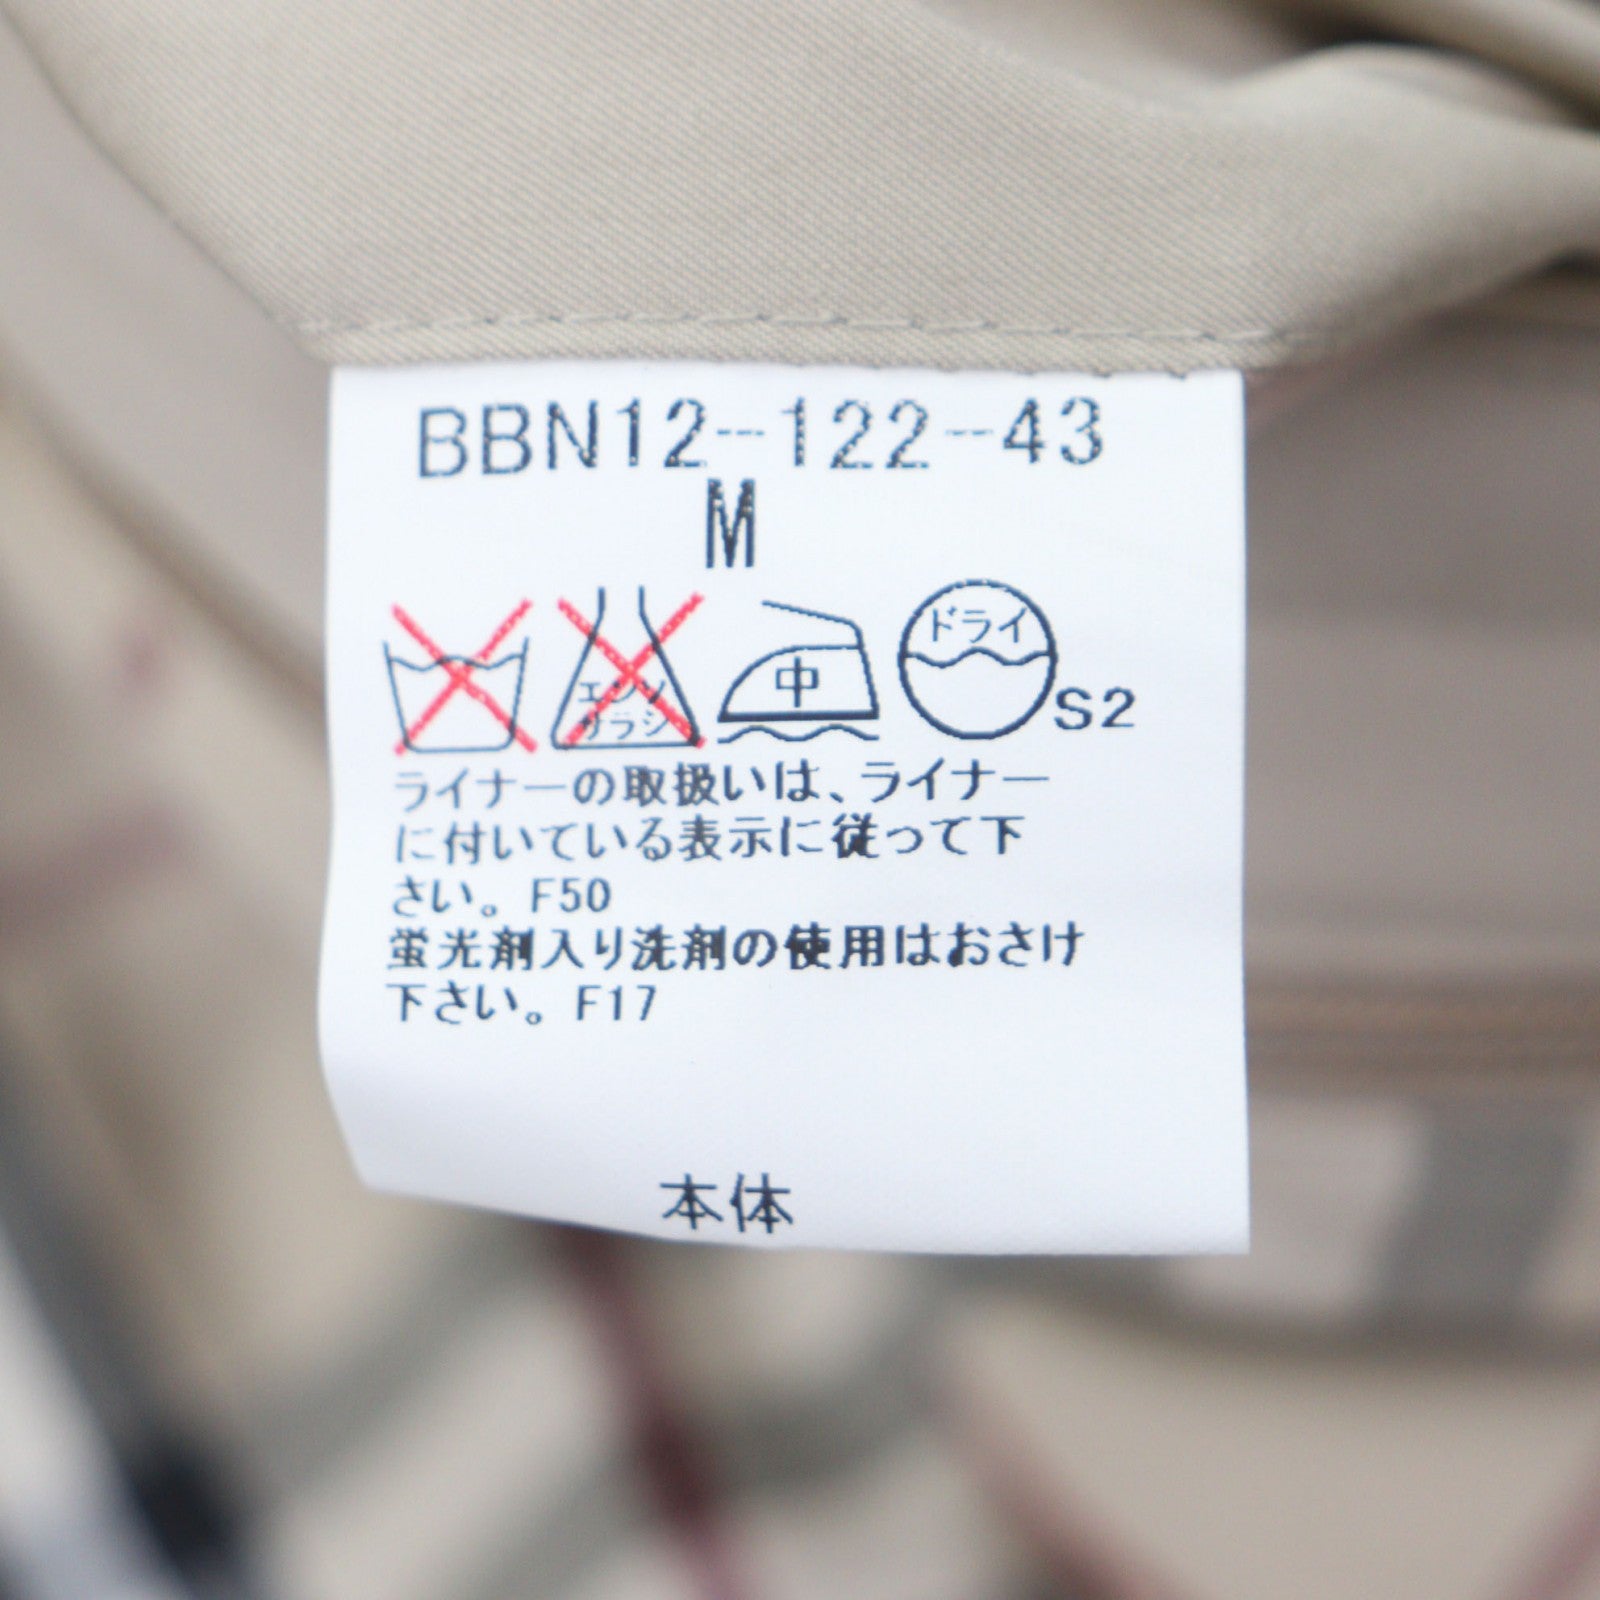 BBN12-122-43
M
エンソ
サラシ
中
ドライ
S2
ライナーの取扱いは、ライナー
に付いている表示に従って下
さい。F50
蛍光剤入り洗剤の使用はおさけ
下さい。F17
本体